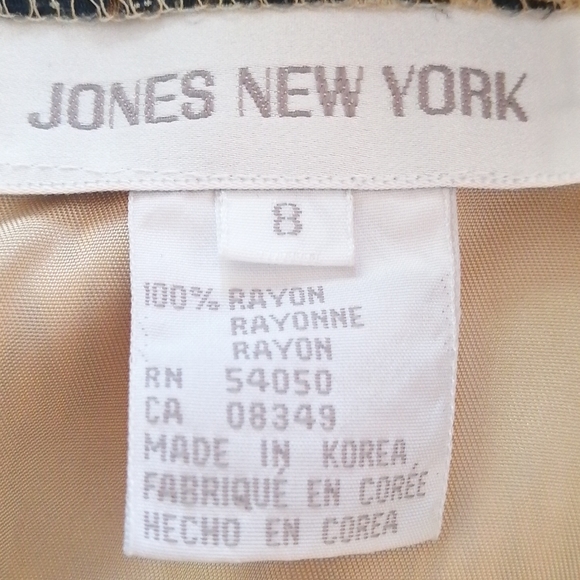 JONES NEW YORK
8
100% RAYON
RAYONNE
RAYON
RN 54050
CA 08349
MADE IN KOREA
FABRIQUÉ EN CORÉE
HECHO EN COREA